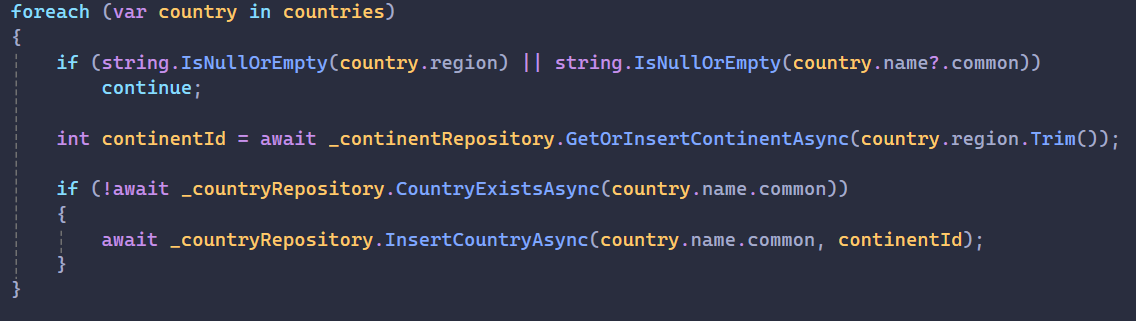 foreach (var country in countries)
{
if (string.IsNullOrEmpty(country.region) || string.IsNullOrEmpty(country.name?.common))
continue;
int continentId = await _continentRepository.GetOrInsertContinentAsync(country.region.Trim());
if (!await _countryRepository.CountryExistsAsync(country.name.common))
{
await _countryRepository.InsertCountryAsync(country.name.common, continentId);
}
}